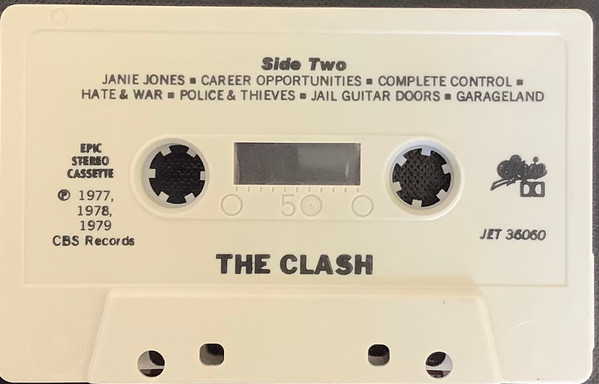 Side Two
JANIE JONES ■ CAREER OPPORTUNITIES ■ COMPLETE CONTROL ■
HATE & WAR ■ POLICE & THIEVES ■ JAIL GUITAR DOORS ■ GARAGELAND
EPIC
STEREO
CASSETTE
℗ 1977,
1978,
1979
CBS Records
50
Epic
JET 36060
THE CLASH